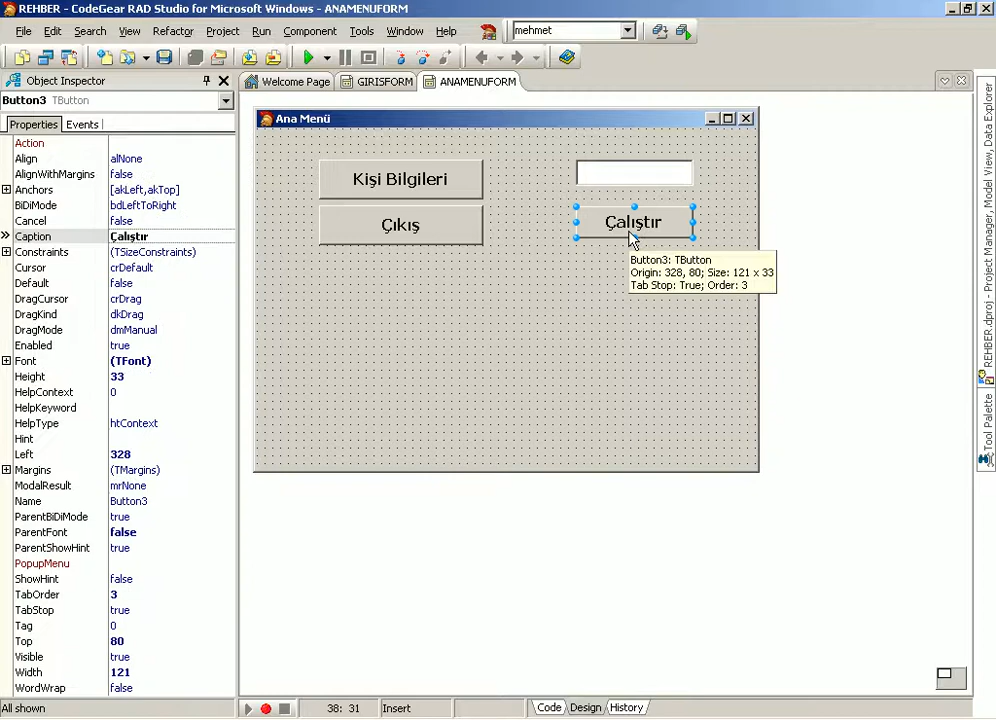 REHBER - CodeGear RAD Studio for Microsoft Windows - ANAMENUFORM
File Edit Search View Refactor Project Run Component Tools Window Help
mehmet
Object Inspector
Welcome Page GIRISFORM ANAMENUFORM
Button3 TButton
Properties Events
Action
Align alNone
AlignWithMargins false
Anchors [akLeft,akTop]
BiDiMode bdLeftToRight
Cancel false
Caption Çalıştır
Constraints (TSizeConstraints)
Cursor crDefault
Default false
DragCursor crDrag
DragKind dkDrag
DragMode dmManual
Enabled true
Font (TFont)
Height 33
HelpContext 0
HelpKeyword
HelpType htContext
Hint
Left 328
Margins (TMargins)
ModalResult mrNone
Name Button3
ParentBiDiMode true
ParentFont false
ParentShowHint true
PopupMenu
ShowHint false
TabOrder 3
TabStop true
Tag 0
Top 80
Visible true
Width 121
WordWrap false
All shown
Ana Menü
Kişi Bilgileri
Çıkış
Çalıştır
Button3: TButton
Origin: 328, 80; Size: 121 x 33
Tab Stop: True; Order: 3
REHBER.dproj - Project Manager, Model View, Data Explorer
Tool Palette
38: 31 Insert Code Design History